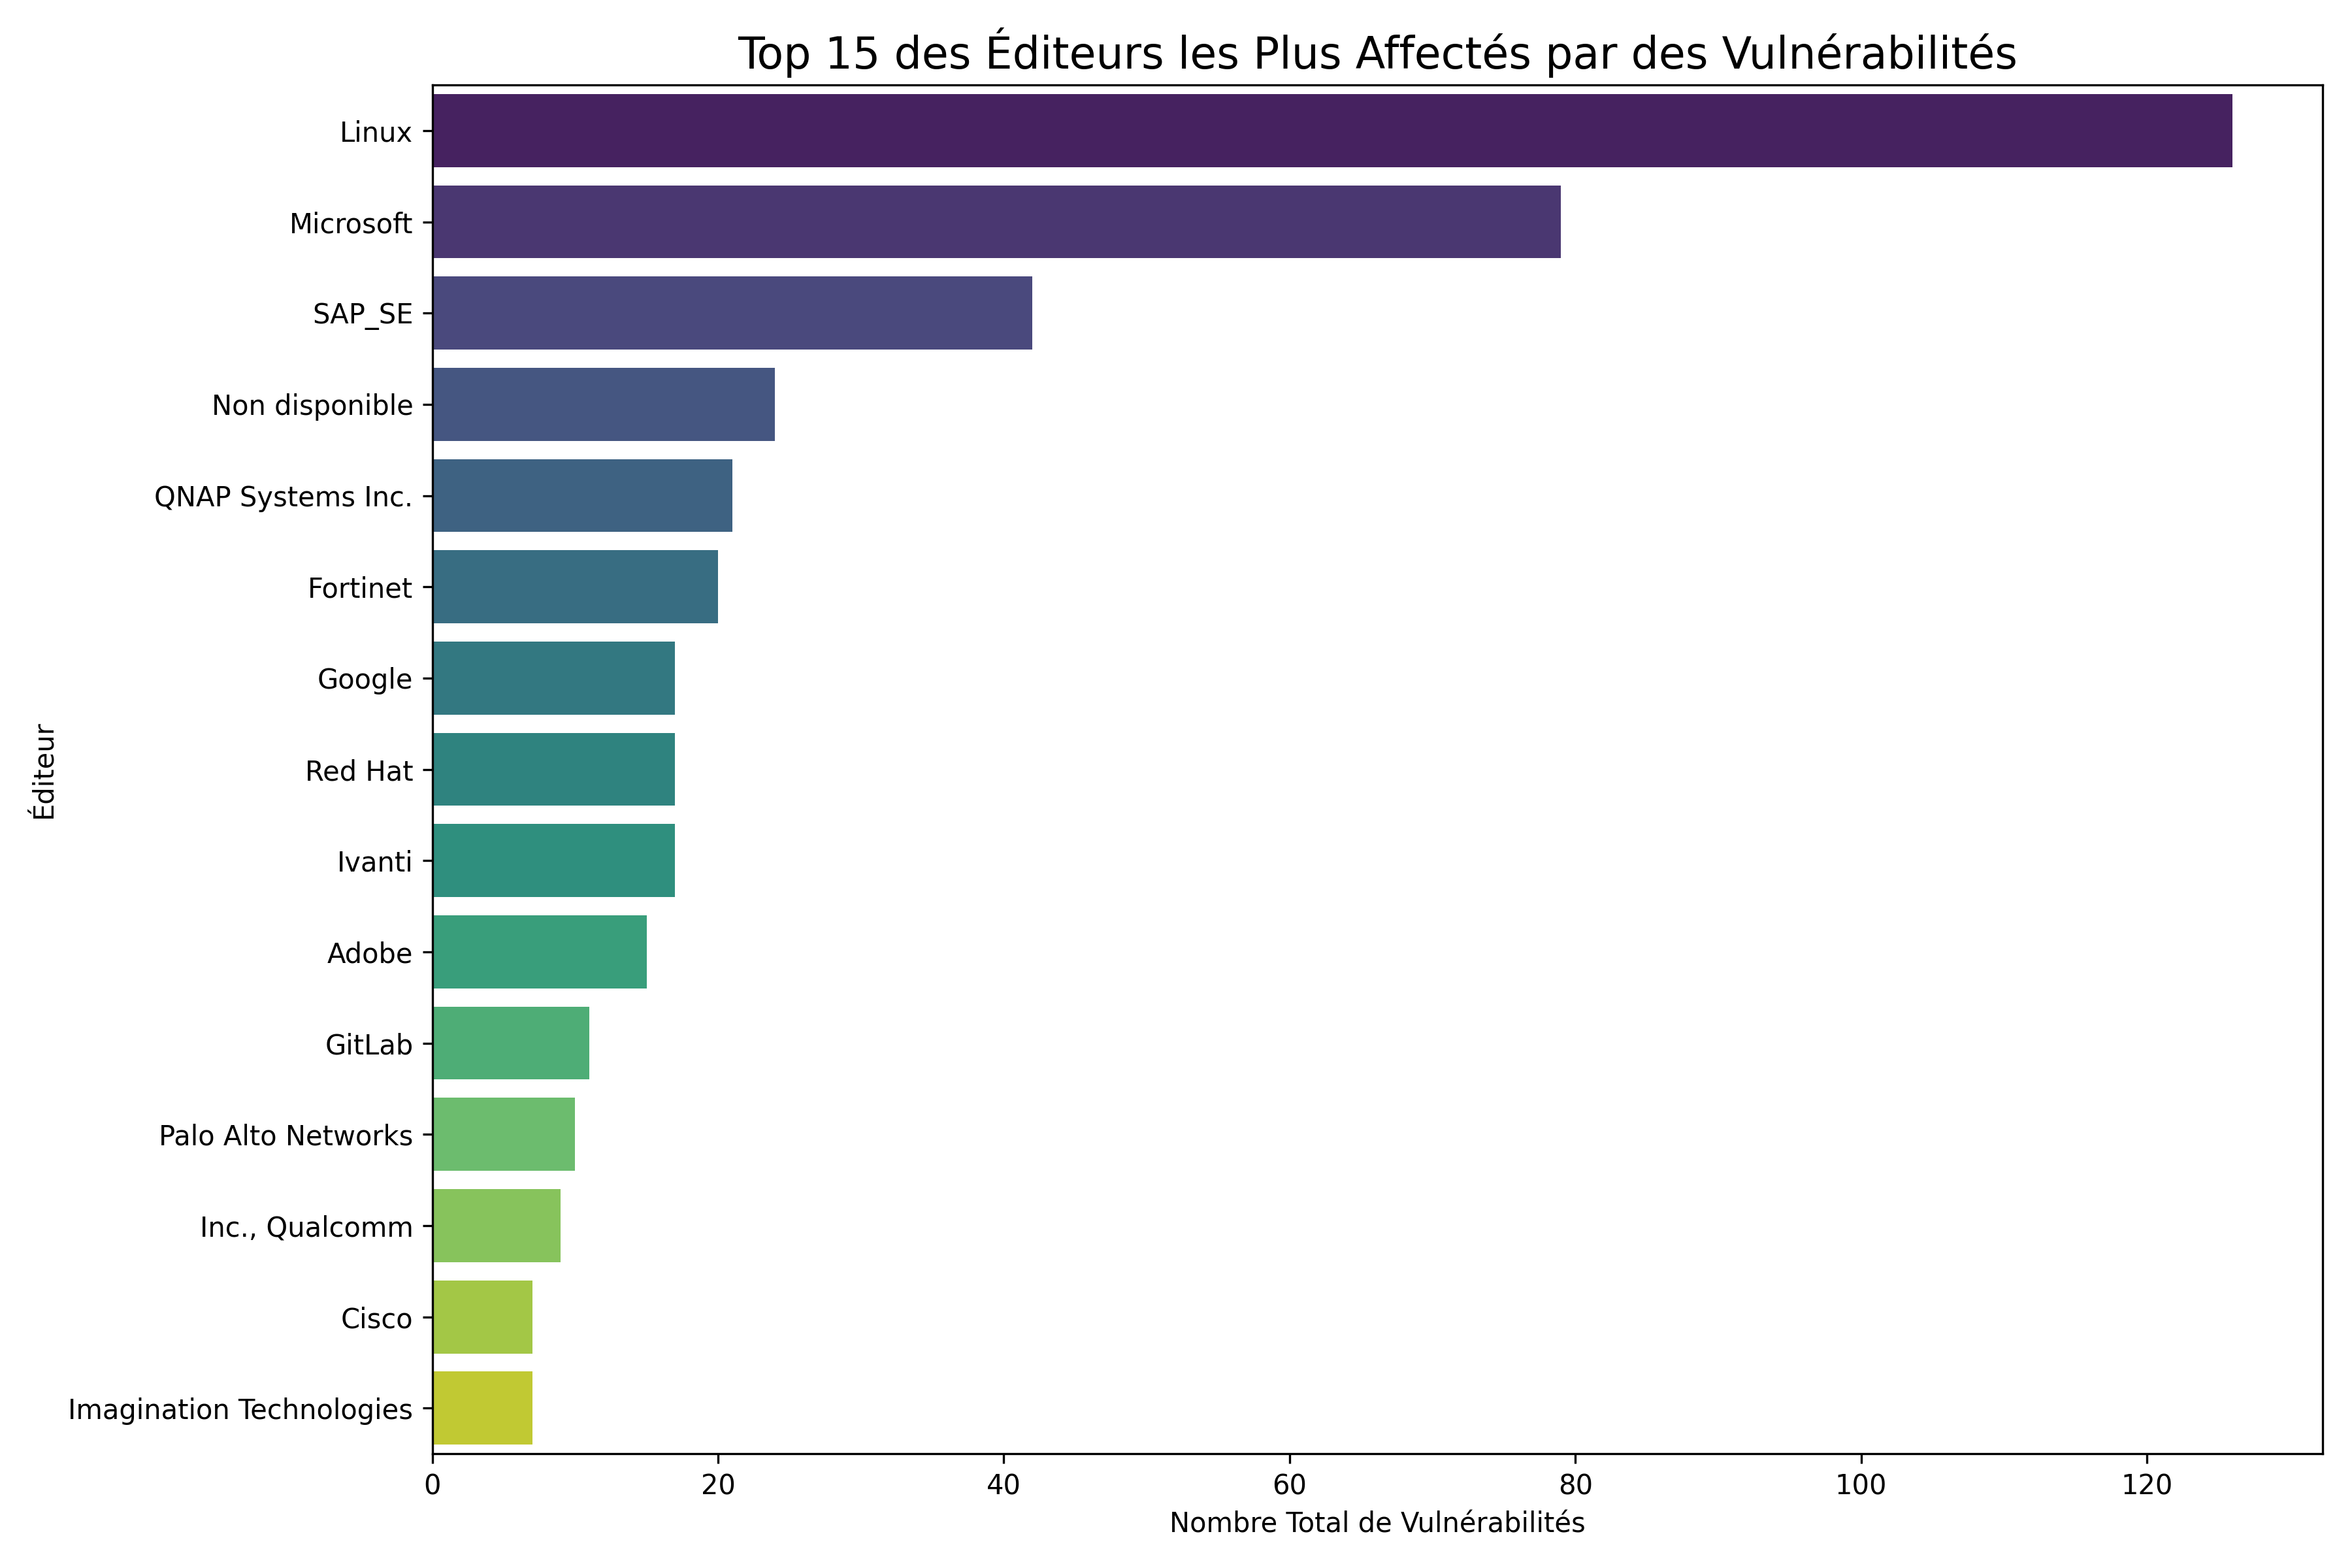 Top 15 des Éditeurs les Plus Affectés par des Vulnérabilités
Éditeur
Linux
Microsoft
SAP_SE
Non disponible
QNAP Systems Inc.
Fortinet
Google
Red Hat
Ivanti
Adobe
GitLab
Palo Alto Networks
Inc., Qualcomm
Cisco
Imagination Technologies
0 20 40 60 80 100 120
Nombre Total de Vulnérabilités